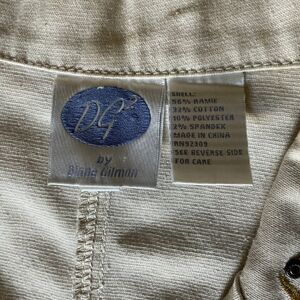 DG2
by
Diane Gilman
SHELL:
56% RAMIE
32% COTTON
10% POLYESTER
2% SPANDEX
MADE IN CHINA
RN92309
SEE REVERSE SIDE
FOR CARE